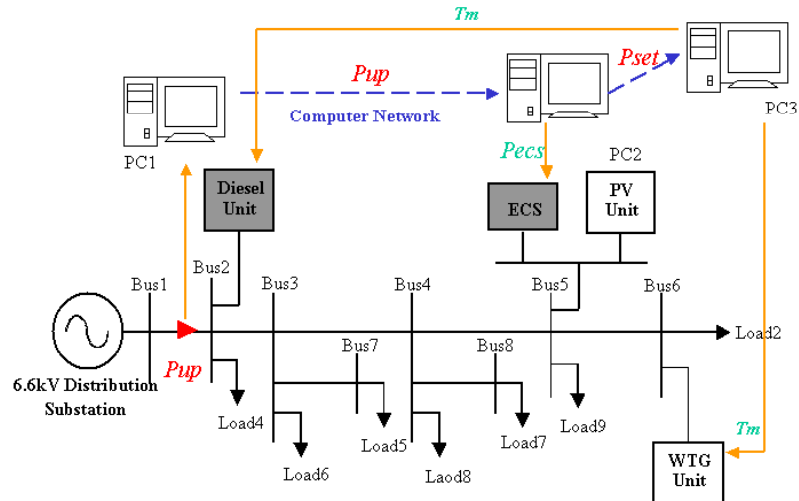 Tm
Pup
Pset
Computer Network
PC1
PC3
Pecs
PC2
Diesel
Unit
ECS
PV
Unit
Bus1
Bus2
Bus3
Bus4
Bus5
Bus6
Load2
Bus7
Bus8
Pup
6.6kV Distribution
Substation
Load4
Load5
Load7
Load9
Load6
Laod8
Tm
WTG
Unit